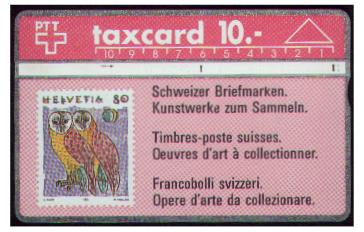 PTT
taxcard 10.-
10 9 8 7 6 5 4 3 2 1
HELVETIA 80
Schweizer Briefmarken.
Kunstwerke zum Sammeln.
Timbres-poste suisses.
Oeuvres d'art à collectionner.
Francobolli svizzeri.
Opere d'arte da collezionare.